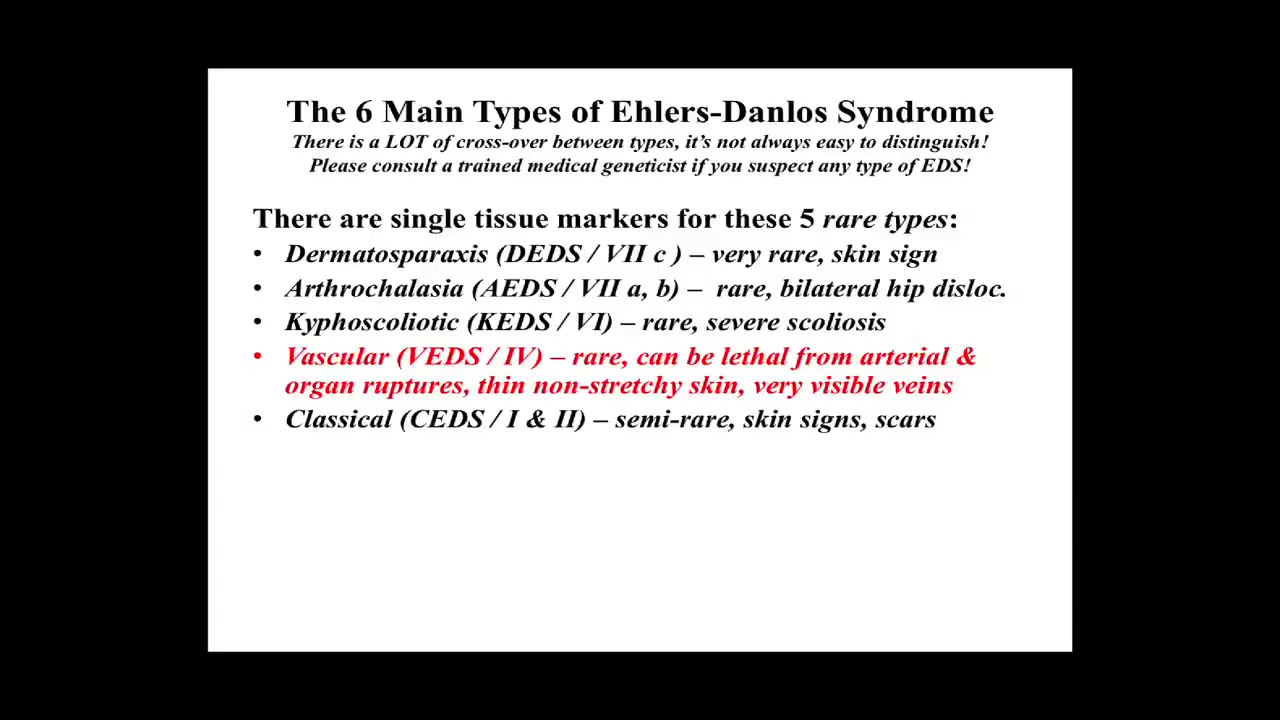 The 6 Main Types of Ehlers-Danlos Syndrome
There is a LOT of cross-over between types, it's not always easy to distinguish!
Please consult a trained medical geneticist if you suspect any type of EDS!
There are single tissue markers for these 5 rare types:
• Dermatosparaxis (DEDS / VII c ) – very rare, skin sign
• Arthrochalasia (AEDS / VII a, b) – rare, bilateral hip disloc.
• Kyphoscoliotic (KEDS / VI) – rare, severe scoliosis
• Vascular (VEDS / IV) – rare, can be lethal from arterial &
organ ruptures, thin non-stretchy skin, very visible veins
• Classical (CEDS / I & II) – semi-rare, skin signs, scars